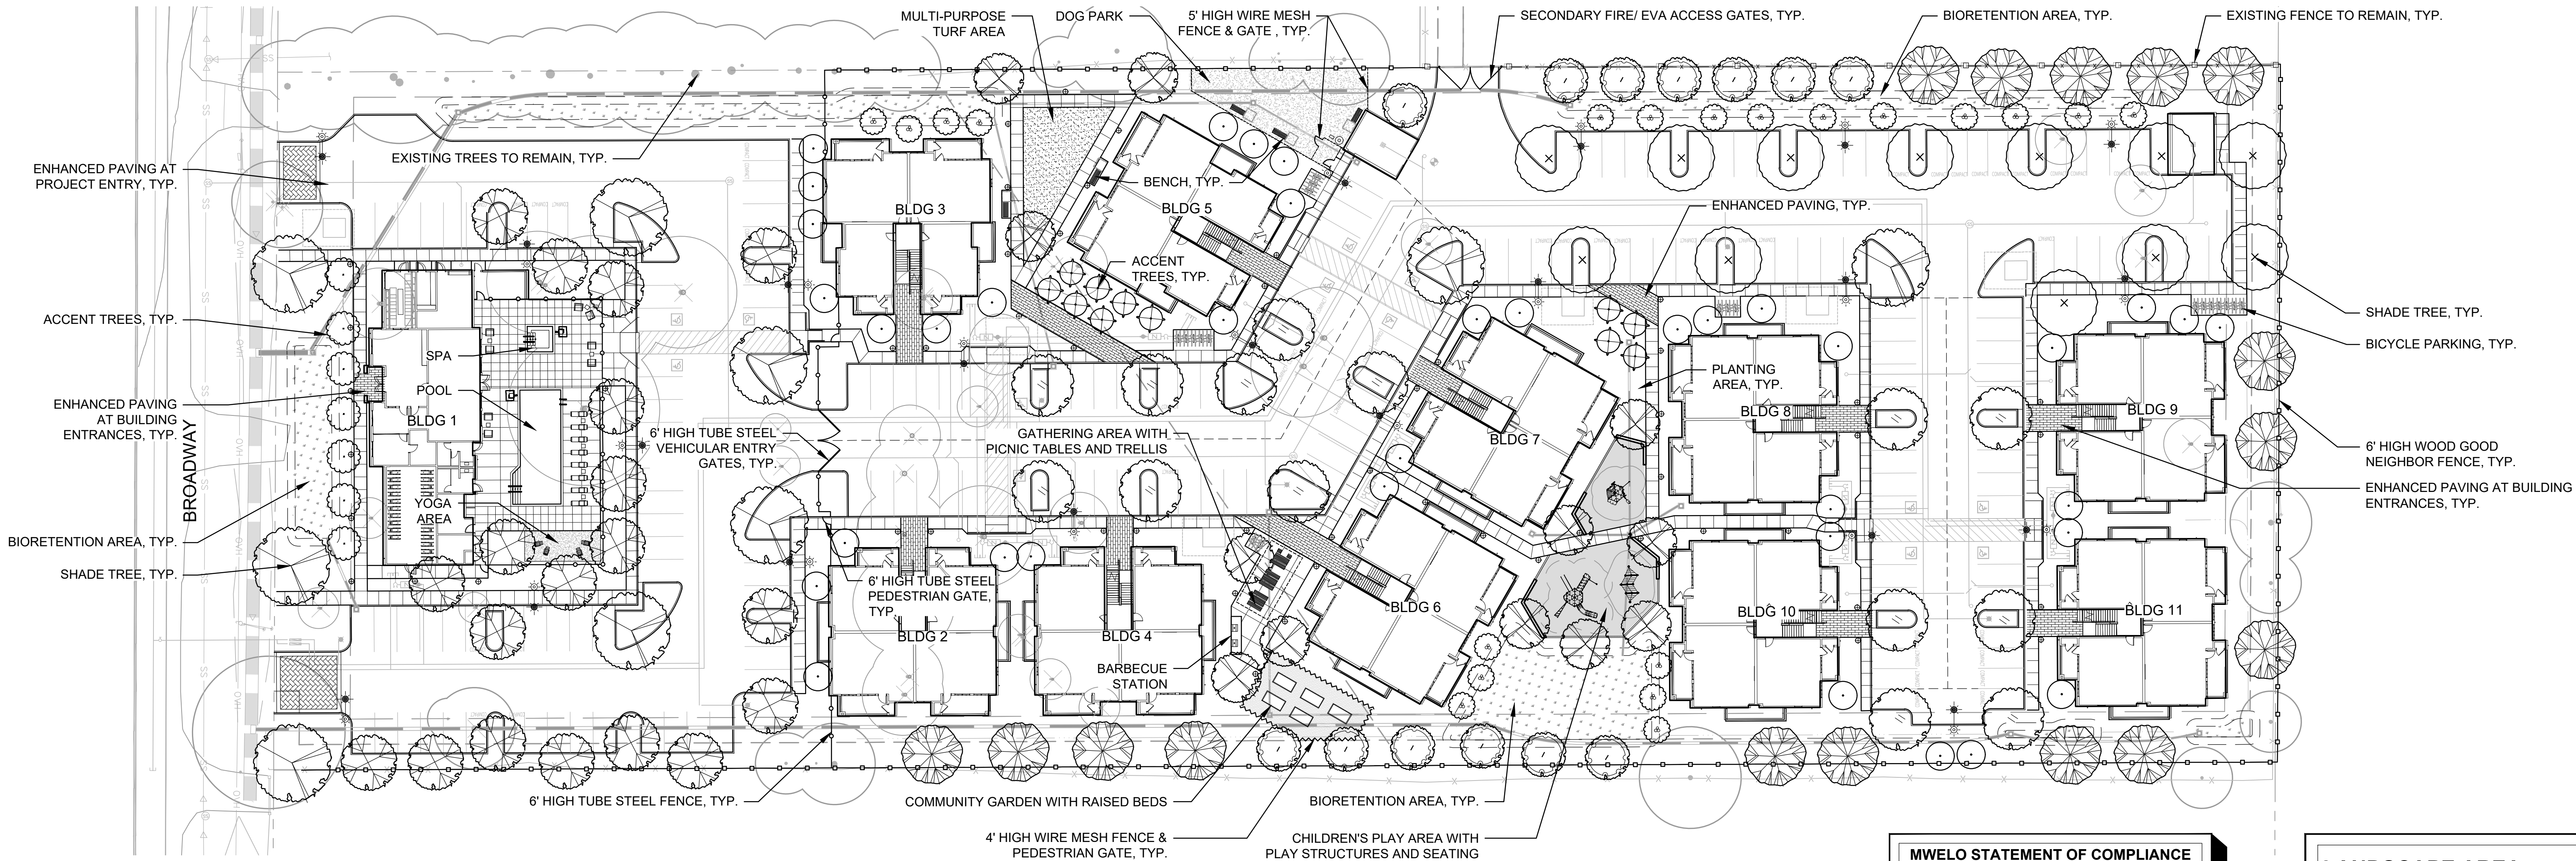 MULTI-PURPOSE
TURF AREA
DOG PARK
5' HIGH WIRE MESH
FENCE & GATE , TYP.
SECONDARY FIRE/ EVA ACCESS GATES, TYP.
BIORETENTION AREA, TYP.
EXISTING FENCE TO REMAIN, TYP.
EXISTING TREES TO REMAIN, TYP.
ENHANCED PAVING AT
PROJECT ENTRY, TYP.
BENCH, TYP.
BLDG 3
BLDG 5
ENHANCED PAVING, TYP.
ACCENT
TREES, TYP.
ACCENT TREES, TYP.
SHADE TREE, TYP.
BICYCLE PARKING, TYP.
SPA
POOL
PLANTING
AREA, TYP.
ENHANCED PAVING
AT BUILDING
ENTRANCES, TYP.
BLDG 1
BLDG 8
BLDG 9
BROADWAY
6' HIGH TUBE STEEL
VEHICULAR ENTRY
GATES, TYP.
GATHERING AREA WITH
PICNIC TABLES AND TRELLIS
BLDG 7
6' HIGH WOOD GOOD
NEIGHBOR FENCE, TYP.
ENHANCED PAVING AT BUILDING
ENTRANCES, TYP.
YOGA
AREA
BIORETENTION AREA, TYP.
SHADE TREE, TYP.
6' HIGH TUBE STEEL
PEDESTRIAN GATE,
TYP.
BLDG 2
BLDG 4
BLDG 6
BLDG 10
BLDG 11
BARBECUE
STATION
6' HIGH TUBE STEEL FENCE, TYP.
COMMUNITY GARDEN WITH RAISED BEDS
BIORETENTION AREA, TYP.
4' HIGH WIRE MESH FENCE &
PEDESTRIAN GATE, TYP.
CHILDREN'S PLAY AREA WITH
PLAY STRUCTURES AND SEATING
MWELO STATEMENT OF COMPLIANCE